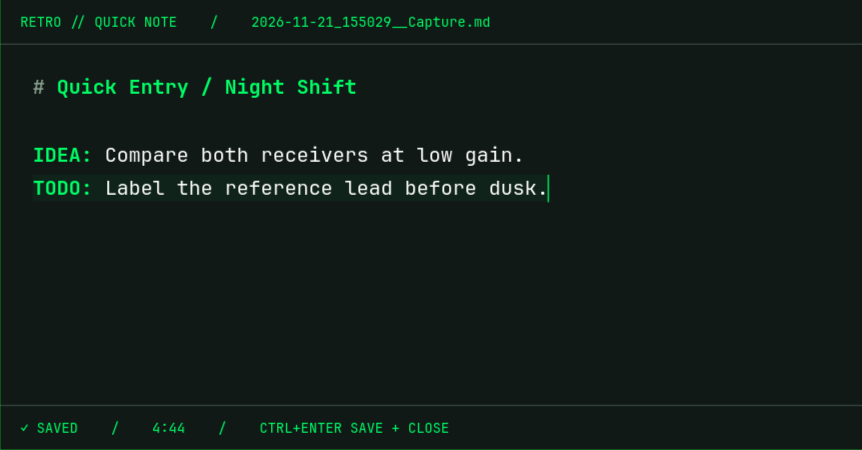 RETRO // QUICK NOTE / 2026-11-21_155029__Capture.md
# Quick Entry / Night Shift
IDEA: Compare both receivers at low gain.
TODO: Label the reference lead before dusk.
✓ SAVED / 4:44 / CTRL+ENTER SAVE + CLOSE